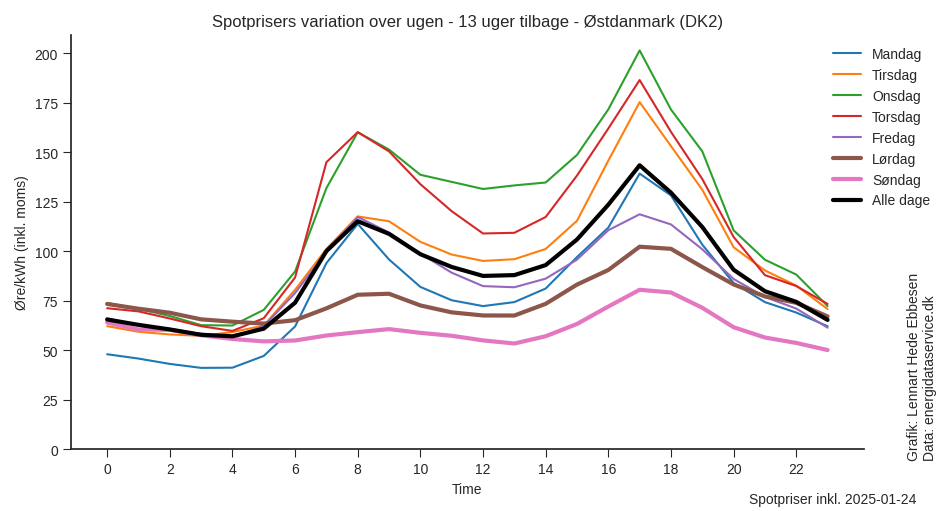 Spotprisers variation over ugen - 13 uger tilbage - Østdanmark (DK2)
Øre/kWh (inkl. moms)
200
175
150
125
100
75
50
25
0
0 2 4 6 8 10 12 14 16 18 20 22
Time
Mandag
Tirsdag
Onsdag
Torsdag
Fredag
Lørdag
Søndag
Alle dage
Grafik: Lennart Hede Ebbesen
Data: energidataservice.dk
Spotpriser inkl. 2025-01-24